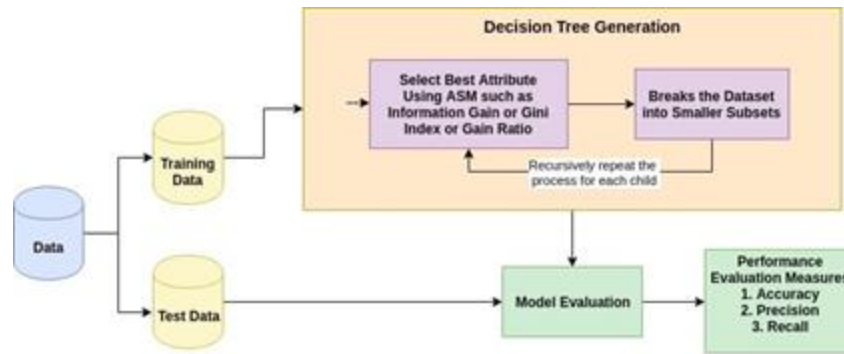 Decision Tree Generation
Select Best Attribute
Using ASM such as
Information Gain or Gini
Index or Gain Ratio
Breaks the Dataset
into Smaller Subsets
Recursively repeat the
process for each child
Training
Data
Data
Test Data
Model Evaluation
Performance
Evaluation Measures
1. Accuracy
2. Precision
3. Recall